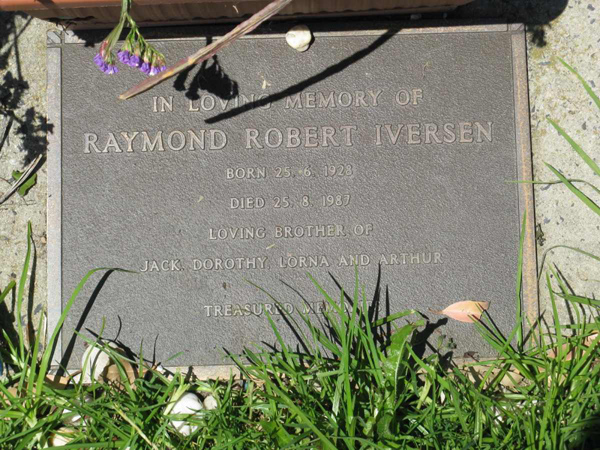 IN LOVING MEMORY OF
RAYMOND ROBERT IVERSEN
BORN 25. 6. 1928
DIED 25. 8. 1987
LOVING BROTHER OF
JACK, DOROTHY, LORNA AND ARTHUR
TREASURED